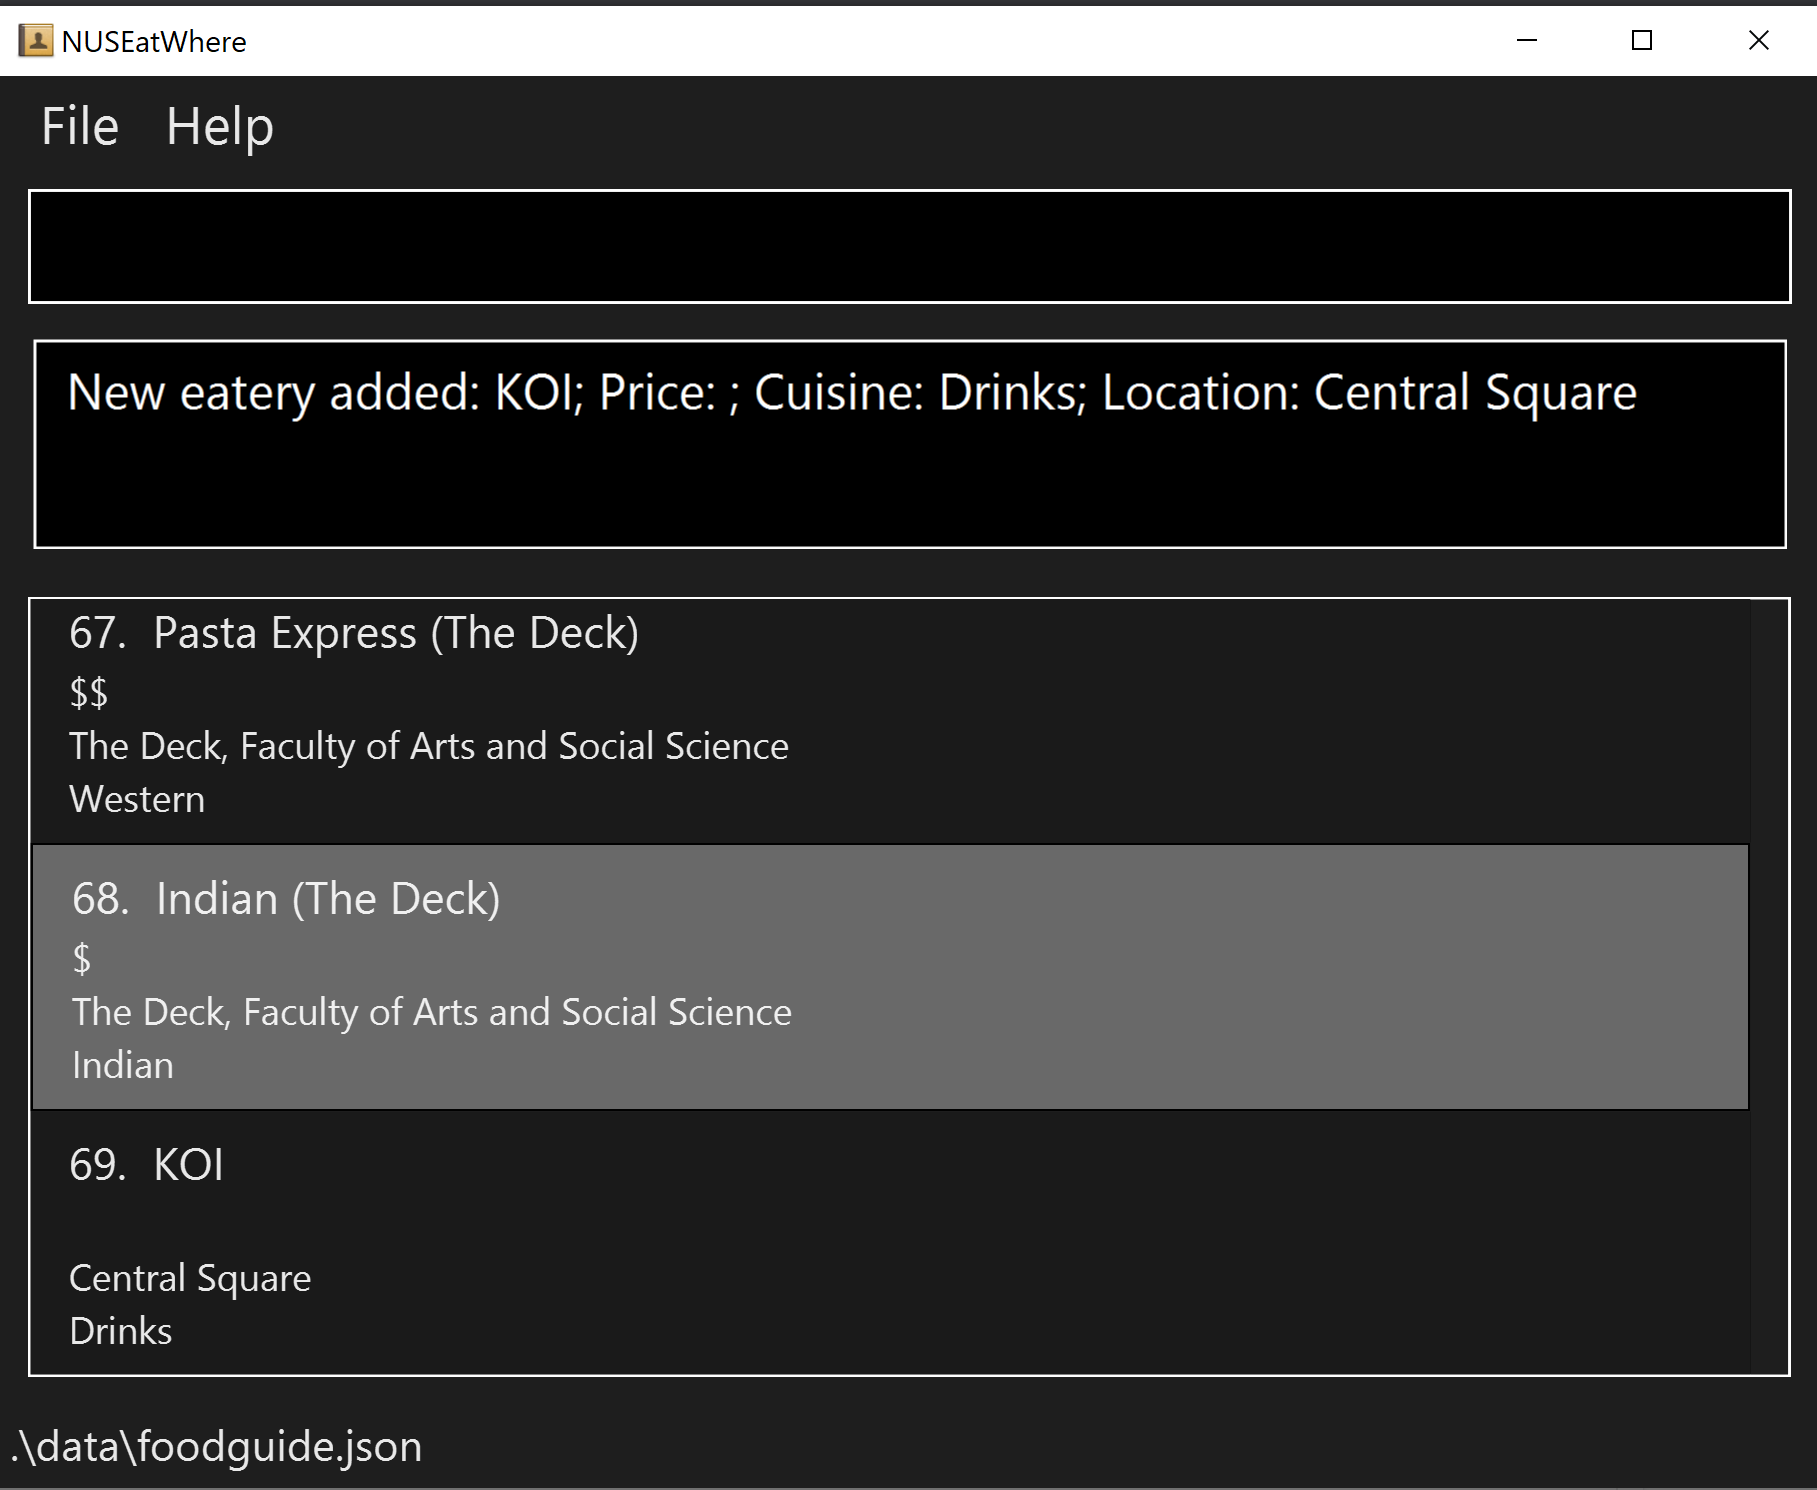 NUSEatWhere
File Help
New eatery added: KOI; Price: ; Cuisine: Drinks; Location: Central Square
67. Pasta Express (The Deck)
$$
The Deck, Faculty of Arts and Social Science
Western
68. Indian (The Deck)
$
The Deck, Faculty of Arts and Social Science
Indian
69. KOI
Central Square
Drinks
.\data\foodguide.json